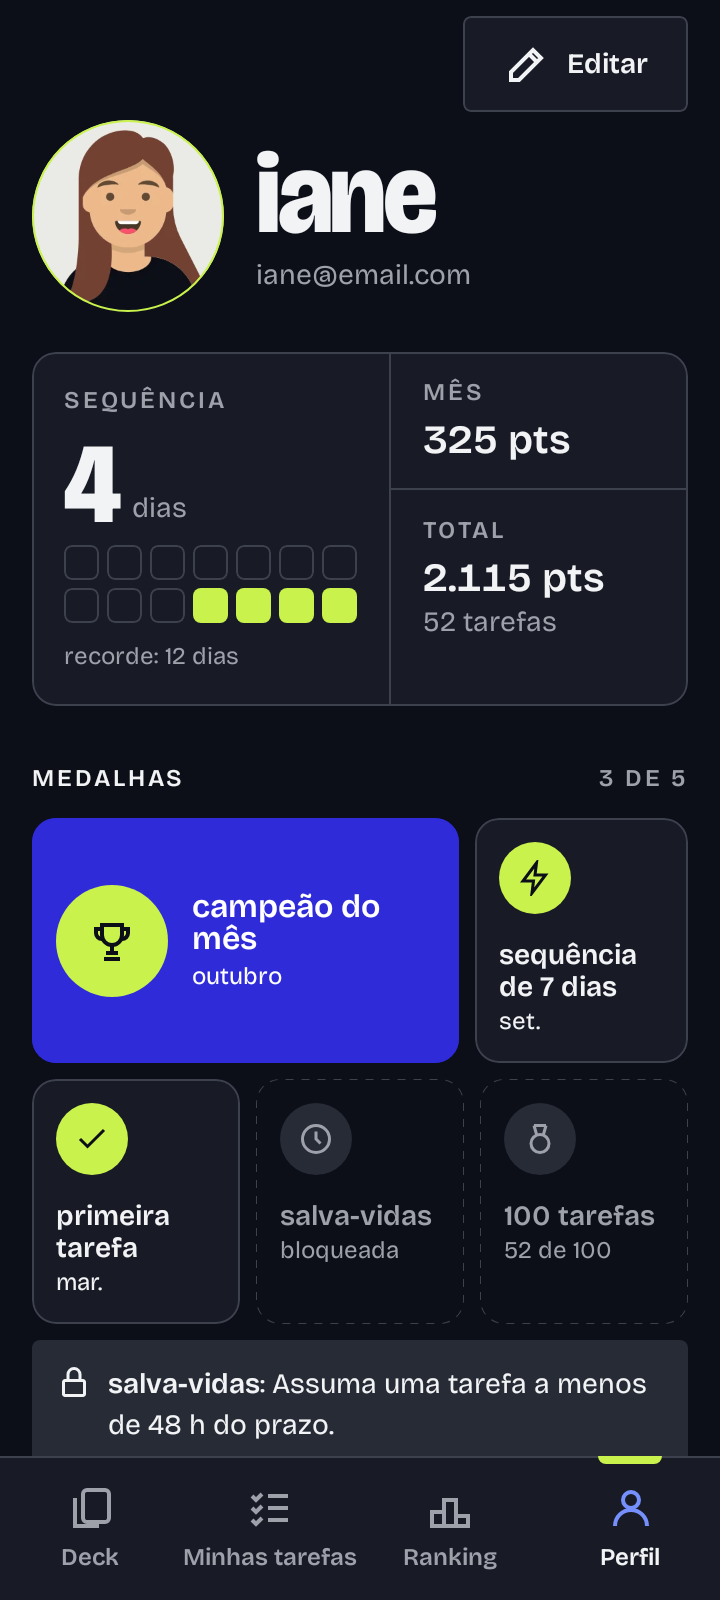 Editar
iane
iane@email.com
SEQUÊNCIA
4 dias
recorde: 12 dias
MÊS
325 pts
TOTAL
2.115 pts
52 tarefas
MEDALHAS
3 DE 5
campeão do
mês
outubro
sequência
de 7 dias
set.
primeira
tarefa
mar.
salva-vidas
bloqueada
100 tarefas
52 de 100
salva-vidas: Assuma uma tarefa a menos
de 48 h do prazo.
Deck
Minhas tarefas
Ranking
Perfil